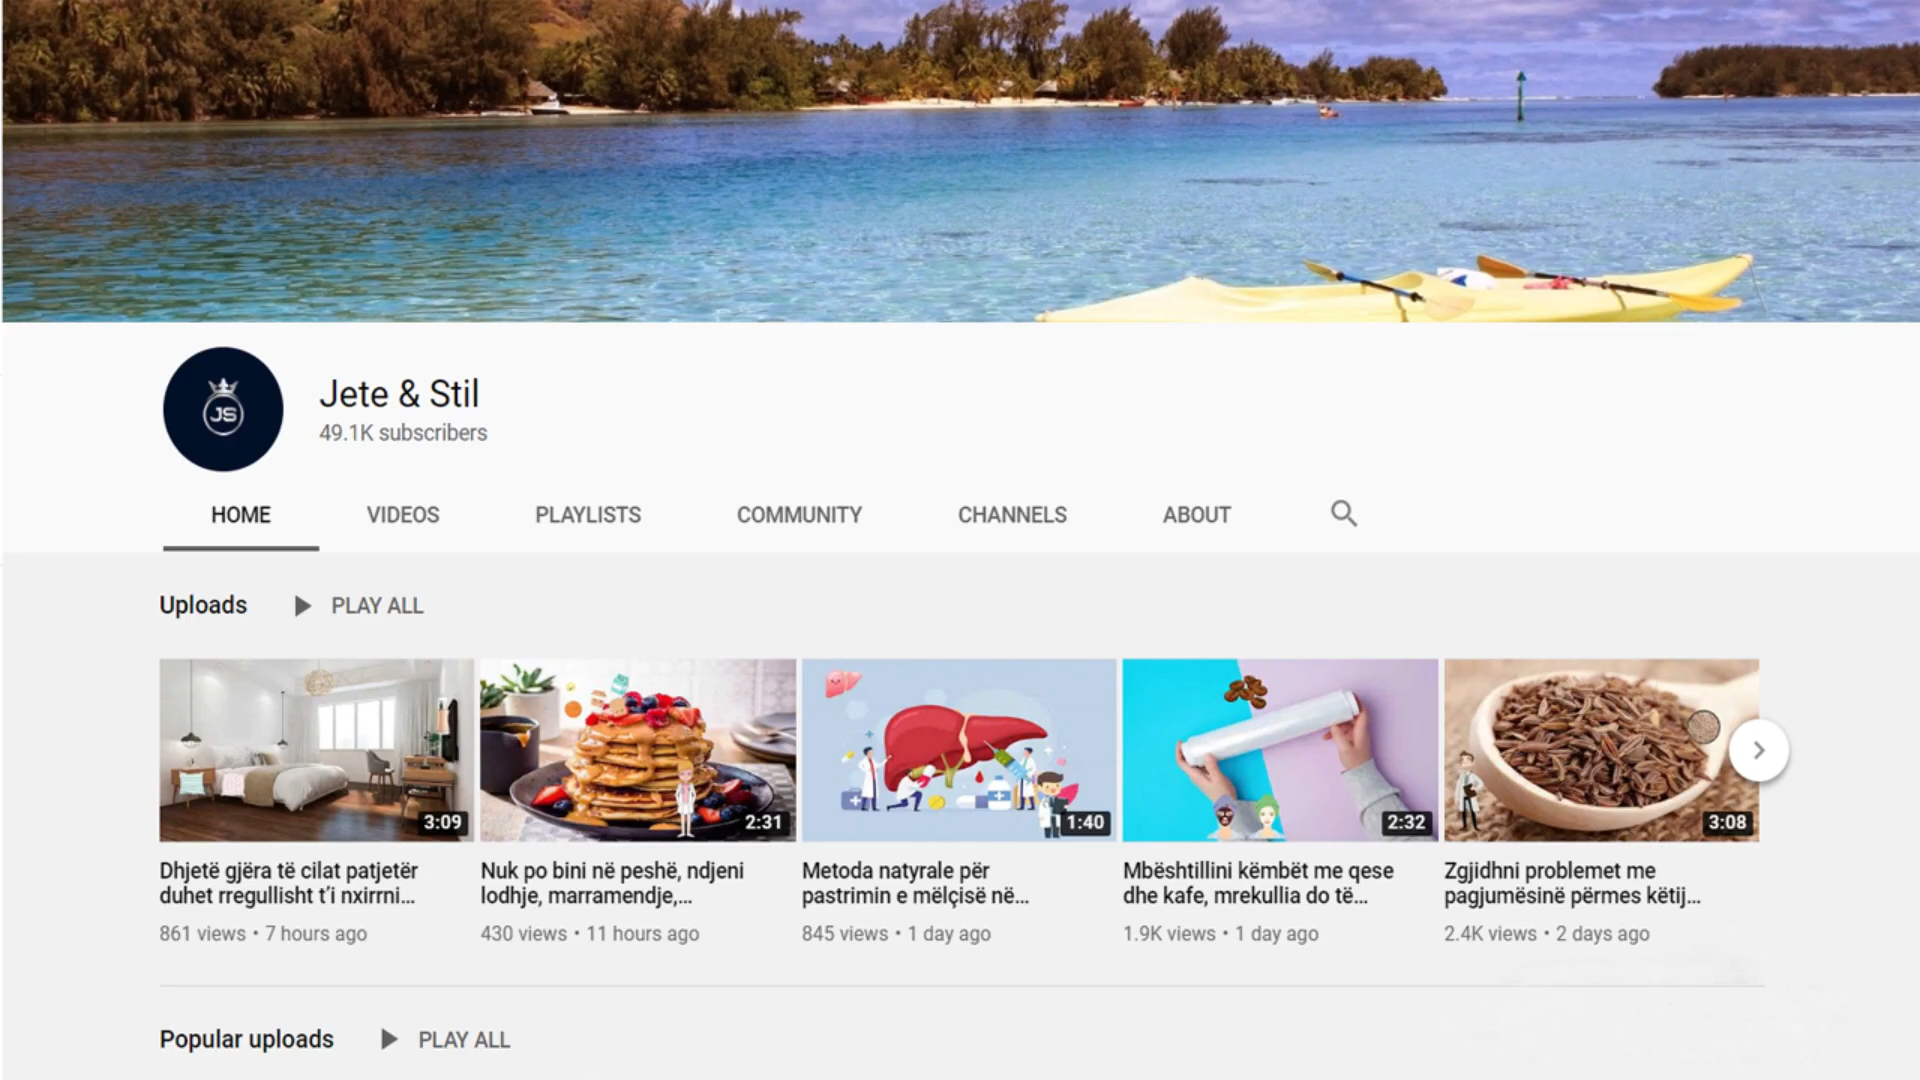 JS
Jete & Stil
49.1K subscribers
HOME VIDEOS PLAYLISTS COMMUNITY CHANNELS ABOUT
Uploads PLAY ALL
3:09 2:31 1:40 2:32 3:08
Dhjetë gjëra të cilat patjetër
duhet rregullisht t’i nxirrni...
861 views • 7 hours ago
Nuk po bini në peshë, ndjeni
lodhje, marramendje,...
430 views • 11 hours ago
Metoda natyrale për
pastrimin e mëlçisë në...
845 views • 1 day ago
Mbështillini këmbët me qese
dhe kafe, mrekullia do të...
1.9K views • 1 day ago
Zgjidhni problemet me
pagjumësinë përmes këtij...
2.4K views • 2 days ago
Popular uploads PLAY ALL